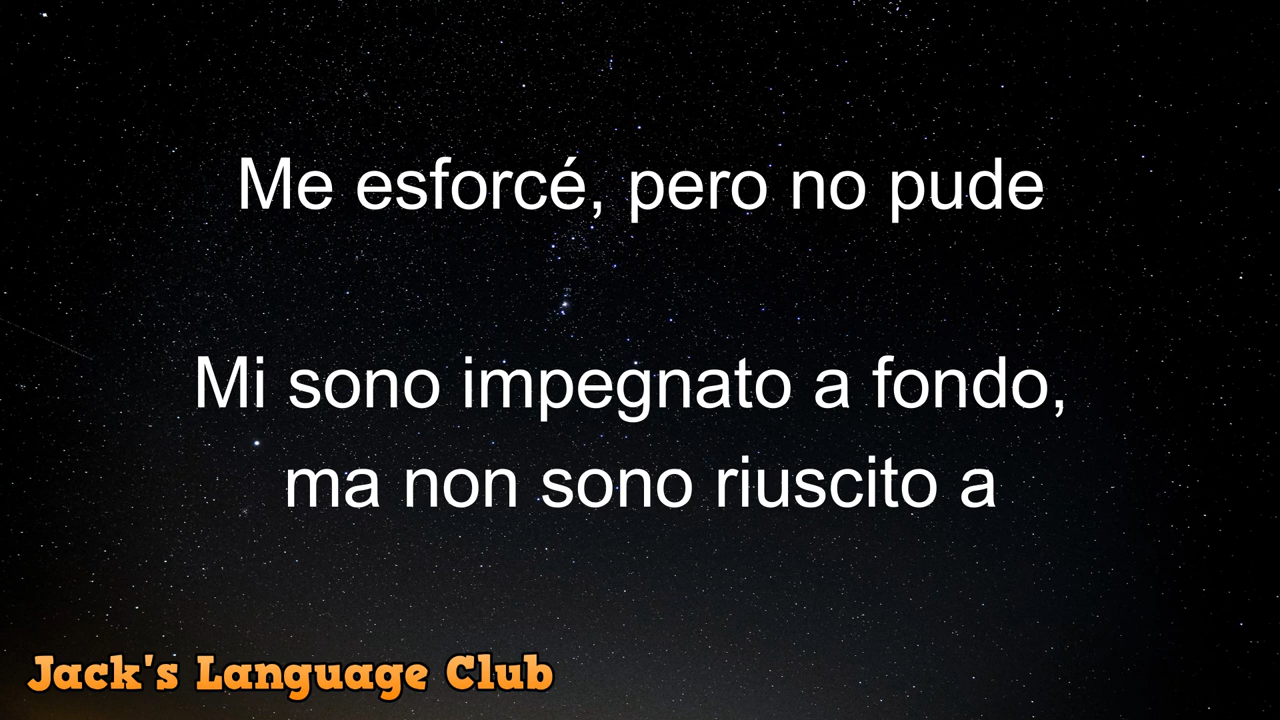 Me esforcé, pero no pude
Mi sono impegnato a fondo,
ma non sono riuscito a
Jack's Language Club